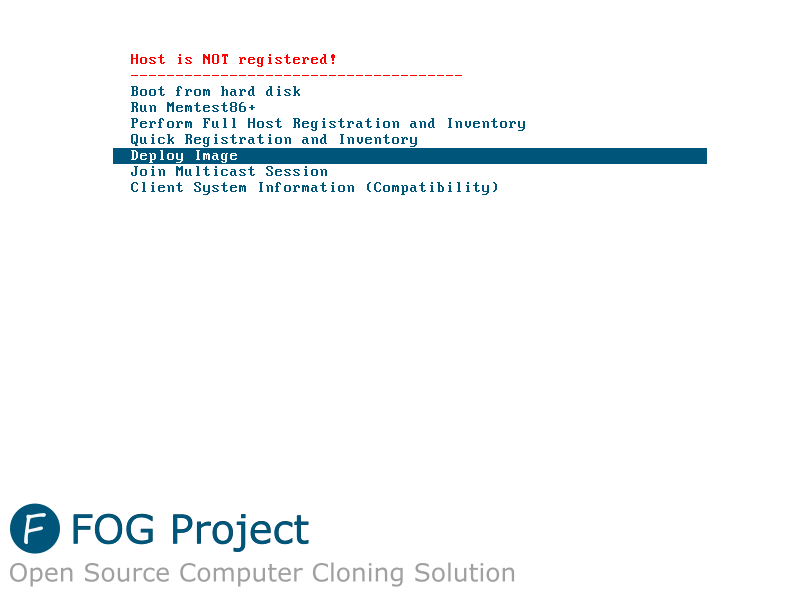 Host is NOT registered!
-------------------------------------
Boot from hard disk
Run Memtest86+
Perform Full Host Registration and Inventory
Quick Registration and Inventory
Deploy Image
Join Multicast Session
Client System Information (Compatibility)
F FOG Project
Open Source Computer Cloning Solution